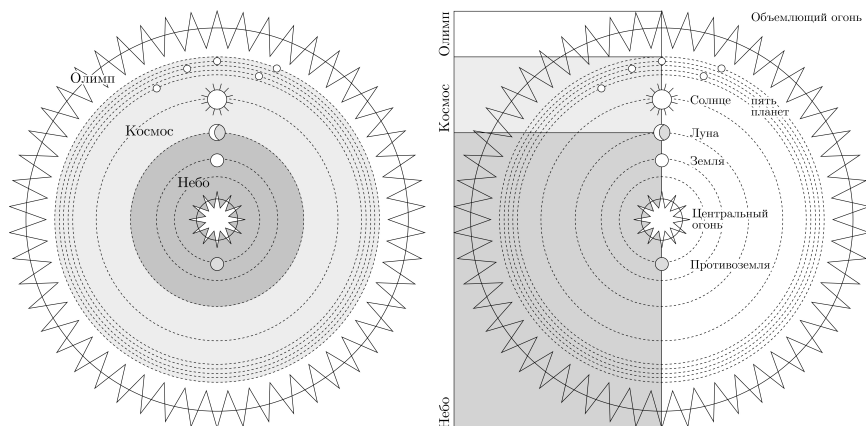 Олимп
Космос
Небо
Олимп
Космос
Небо
Объемлющий огонь
Солнце
пять
планет
Луна
Земля
Центральный
огонь
Противоземля